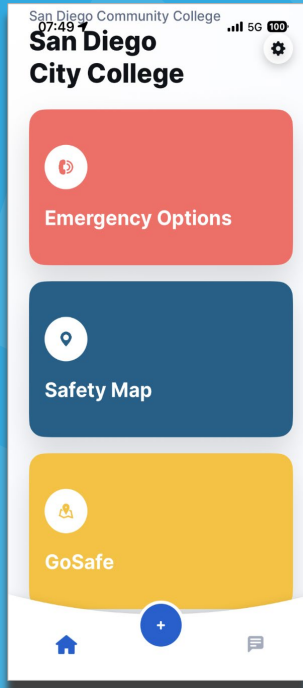 San Diego Community College
07:49
5G 100
San Diego
City College
Emergency Options
Safety Map
GoSafe
+